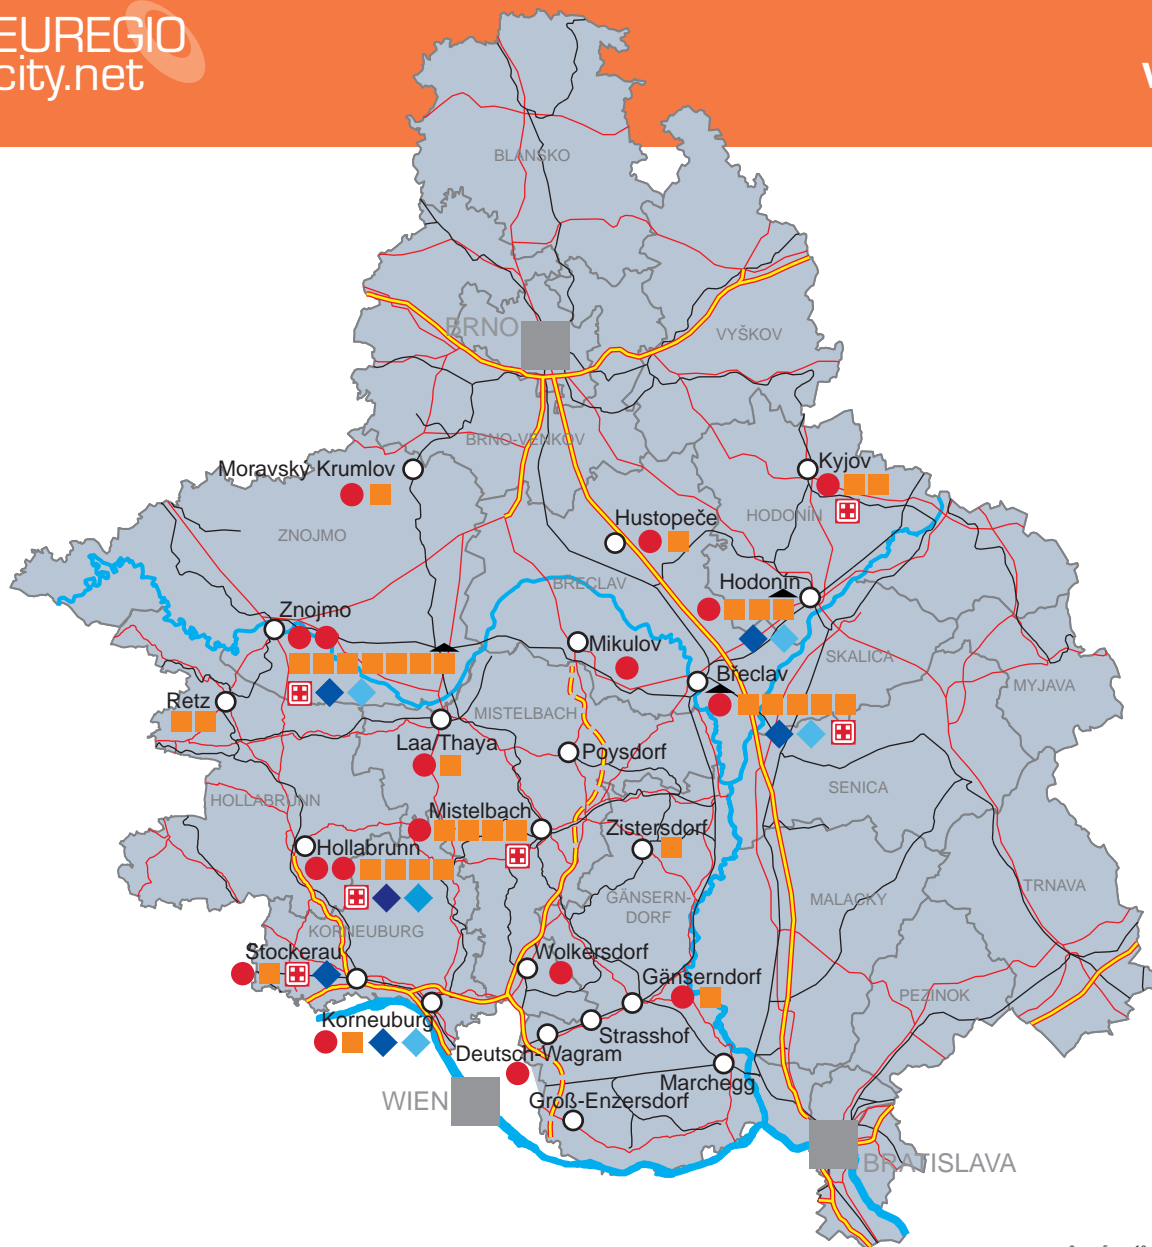 EUREGIO
city.net
BLANSKO
BRNO
VYŠKOV
BRNO-VENKOV
Moravský Krumlov
Kyjov
ZNOJMO
Hustopeče
HODONÍN
BŘECLAV
Hodonín
Znojmo
Mikulov
SKALICA
Břeclav
MYJAVA
Retz
MISTELBACH
Laa/Thaya
Poysdorf
SENICA
HOLLABRUNN
Mistelbach
Zistersdorf
Hollabrunn
GÄNSERN-
DORF
MALACKY
TRNAVA
KORNEUBURG
Stockerau
Wolkersdorf
Gänserndorf
PEZINOK
Korneuburg
Strasshof
Deutsch-Wagram
Marchegg
WIEN
Groß-Enzersdorf
BRATISLAVA